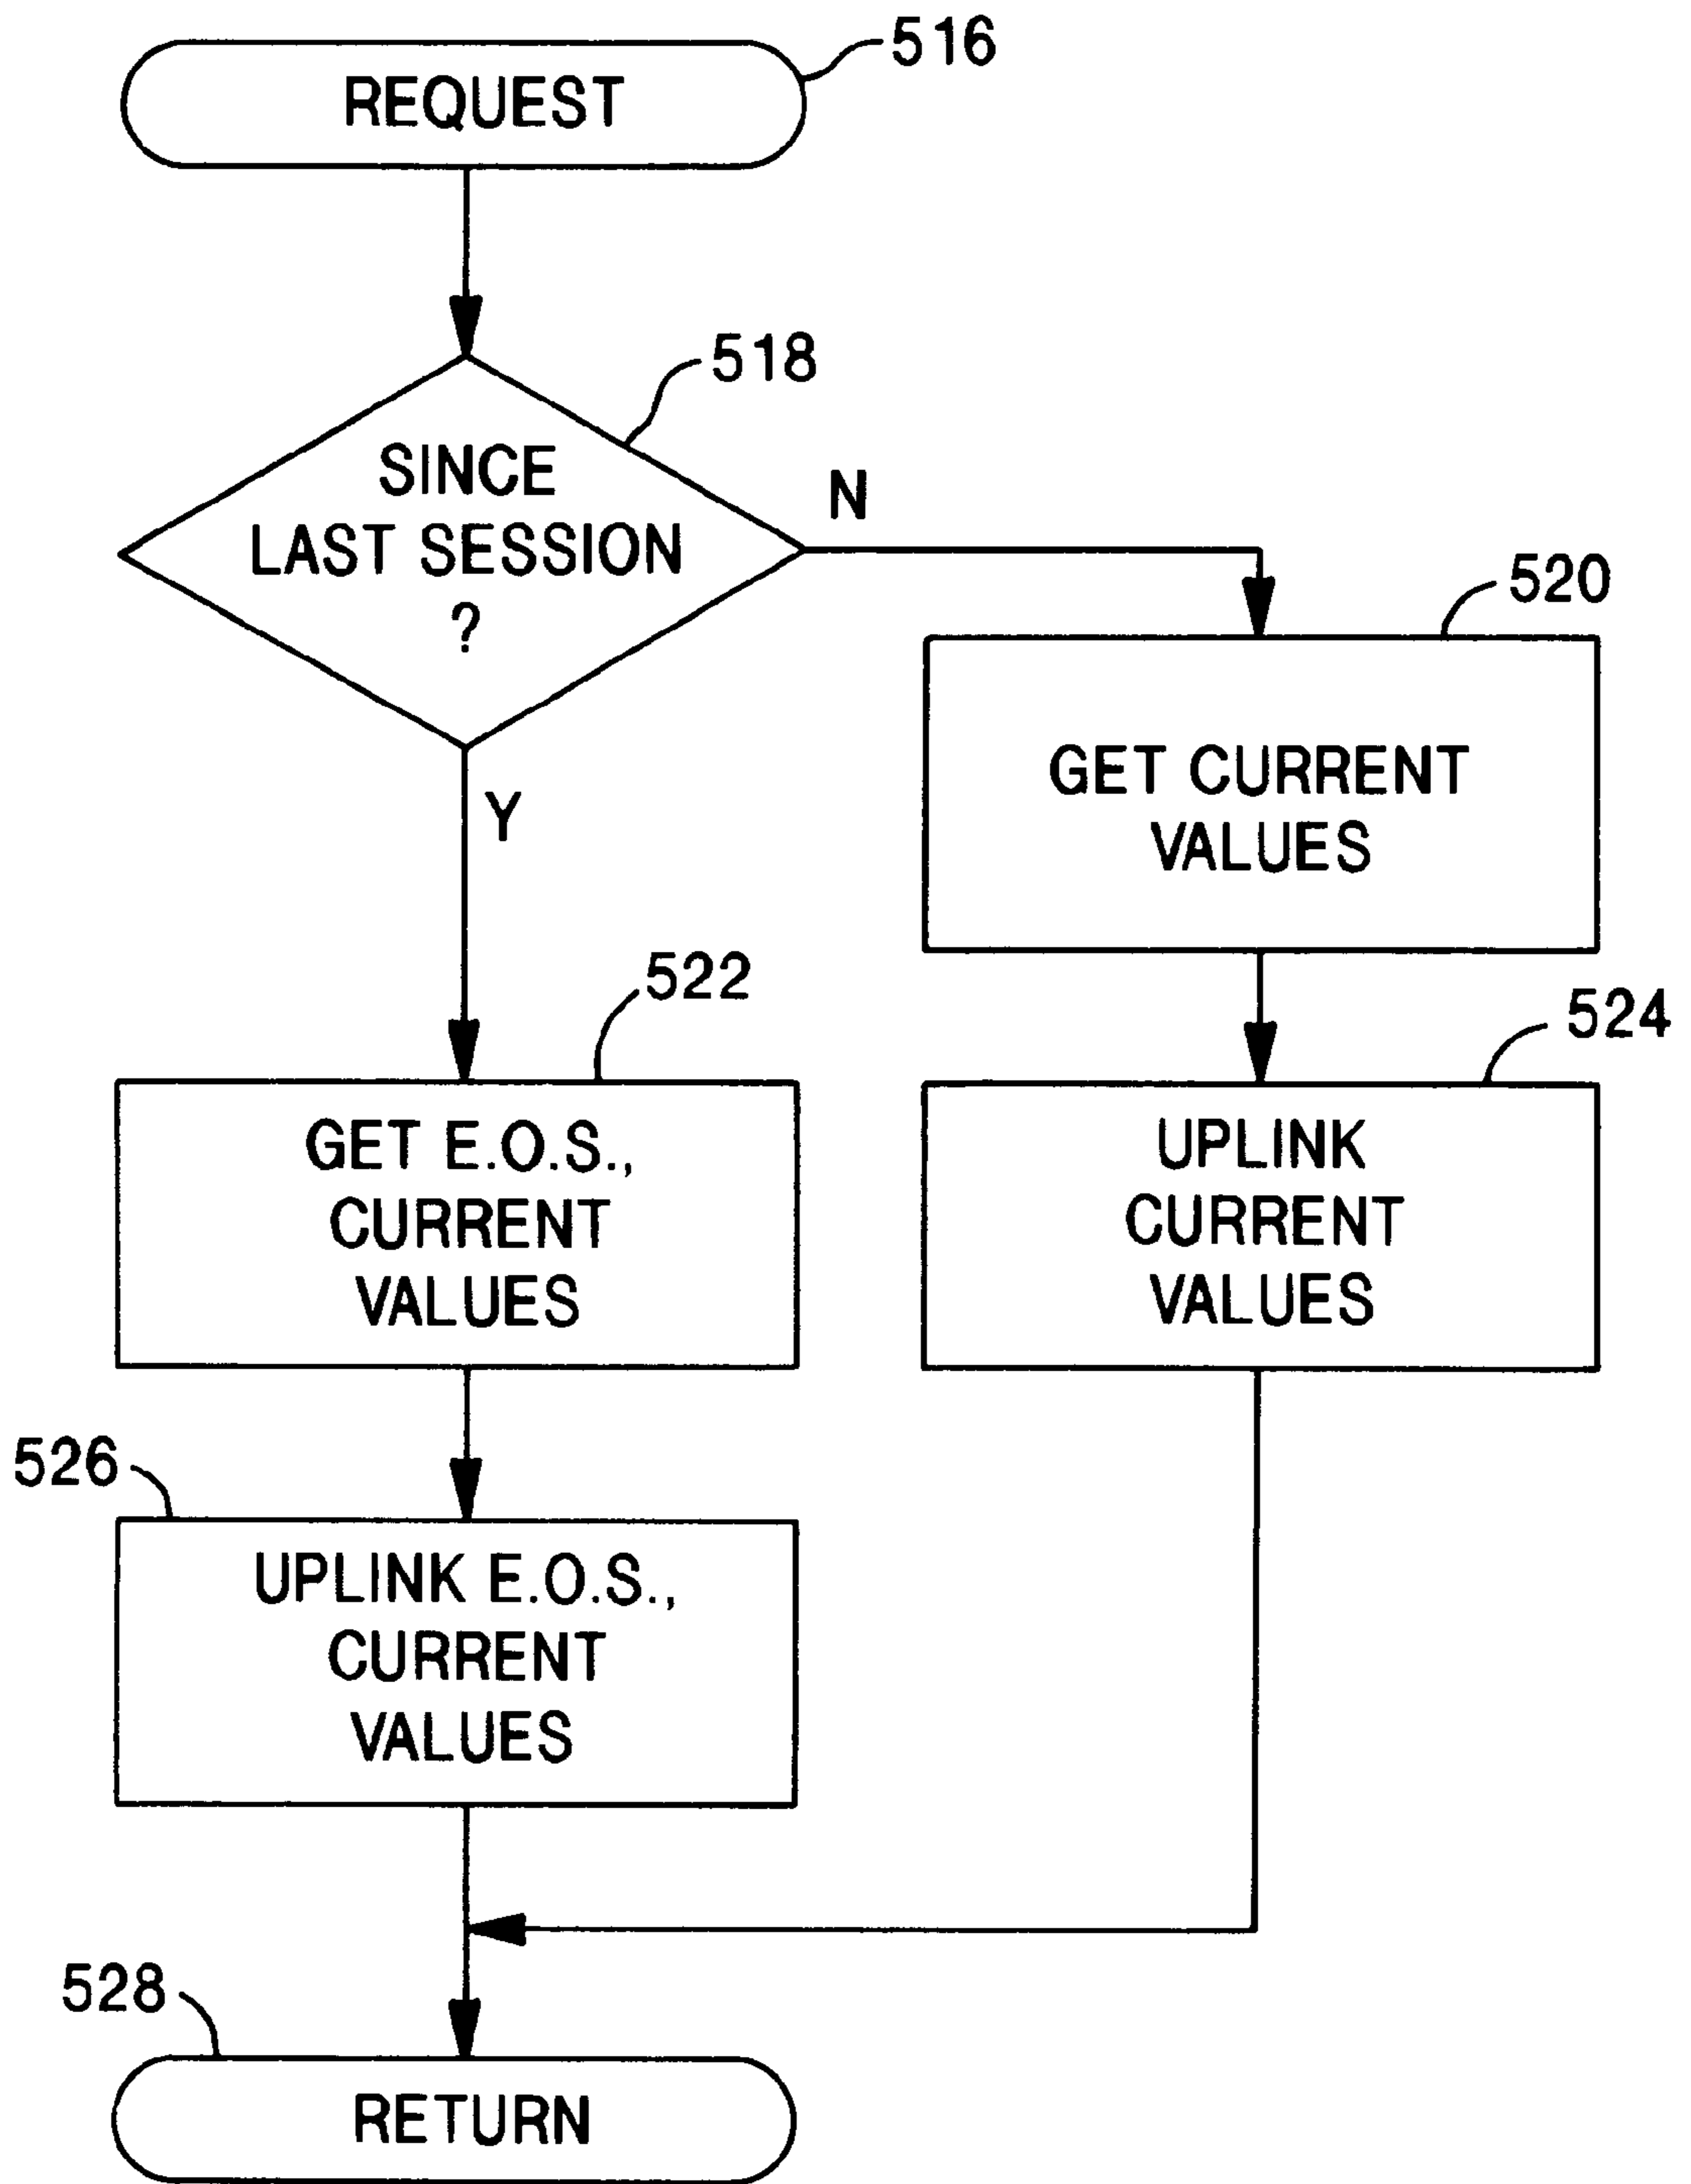 516
REQUEST
518
SINCE
LAST SESSION
?
N
Y
520
GET CURRENT
VALUES
522
GET E.O.S.,
CURRENT
VALUES
524
UPLINK
CURRENT
VALUES
526
UPLINK E.O.S.,
CURRENT
VALUES
528
RETURN